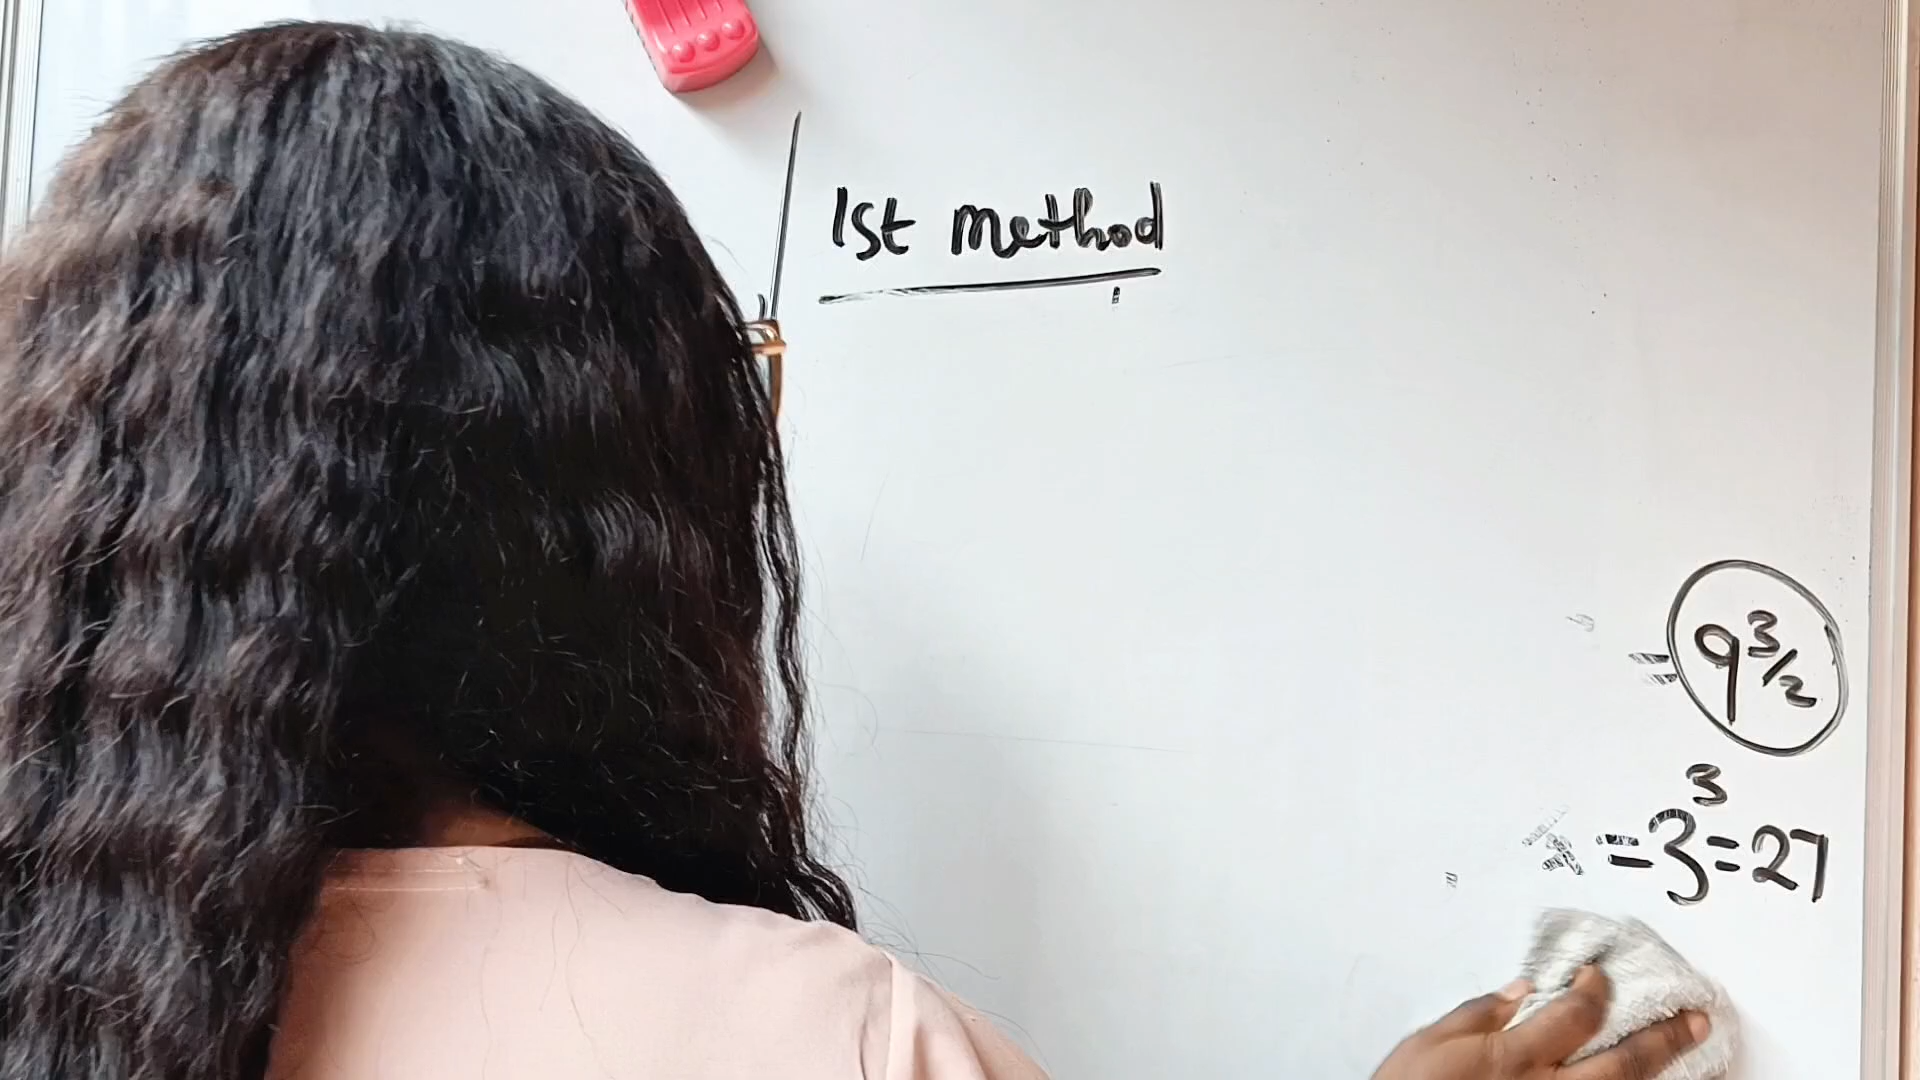 1st method
= 9^3/2
= 3^3 = 27